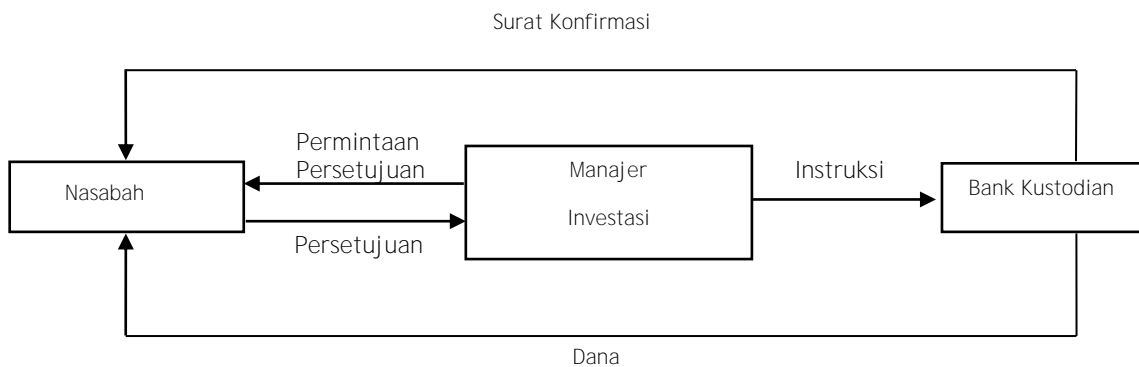 Surat Konfirmasi
Permintaan
Persetujuan
Nasabah
Persetujuan
Manajer
Investasi
Instruksi
Bank Kustodian
Dana